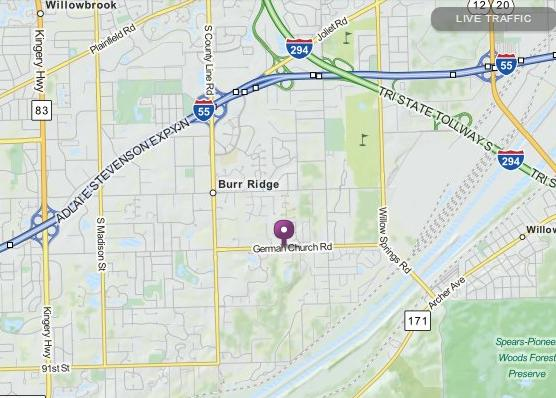 Willowbrook
12 20
LIVE TRAFFIC
Plainfield Rd
Joliet Rd
Kingery Hwy
S County Line Rd
294
55
83
55
TRI STATE TOLLWAY S
ADLAI E STEVENSON EXPY N
294
TRI S
Burr Ridge
S Madison St
German Church Rd
Willow Springs Rd
Willow
Archer Ave
171
Kingery Hwy
Spears-Pionee
Woods Forest
Preserve
91st St